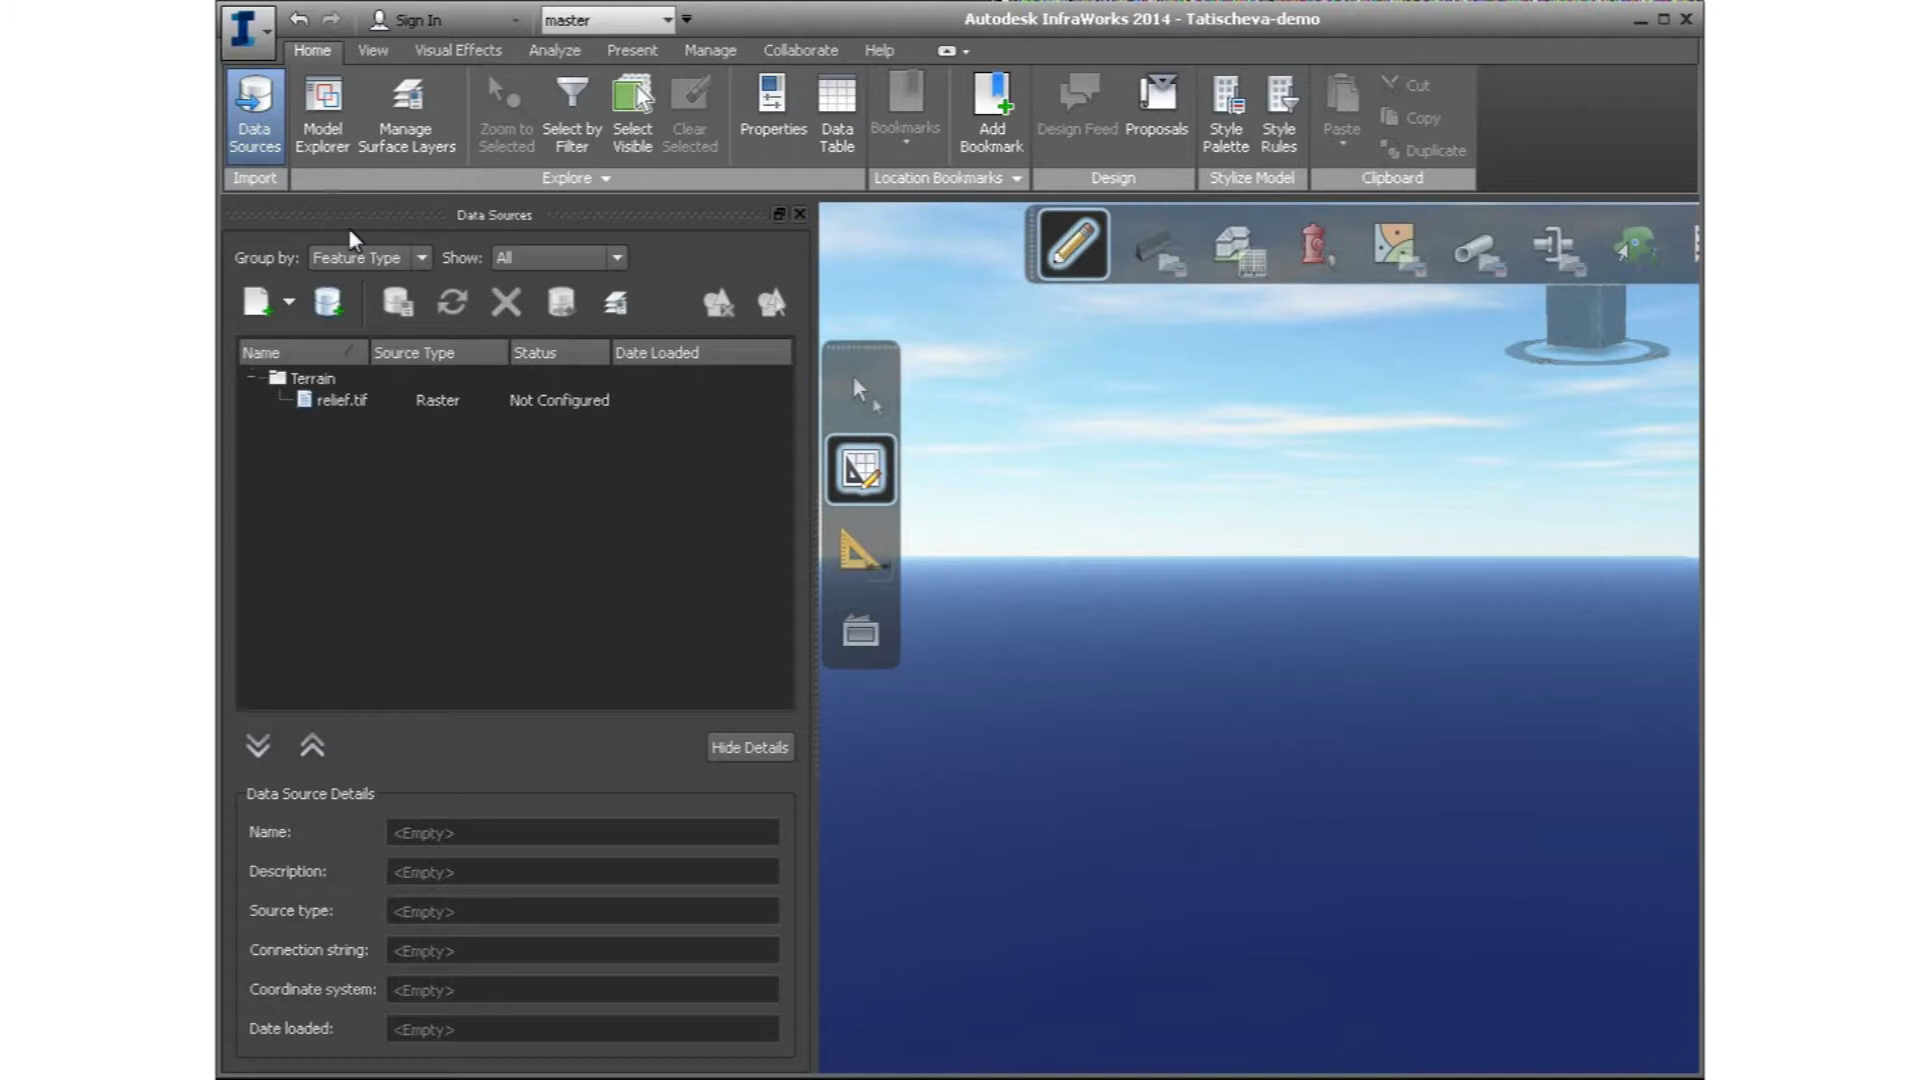 Sign In
master
Autodesk InfraWorks 2014 - Tatischeva-demo
Home View Visual Effects Analyze Present Manage Collaborate Help
Data Sources
Model Explorer
Manage Surface Layers
Zoom to Selected
Select by Filter
Select Visible
Clear Selected
Properties
Data Table
Bookmarks
Add Bookmark
Design Feed
Proposals
Style Palette
Style Rules
Paste
Cut
Copy
Duplicate
Import
Explore
Location Bookmarks
Design
Stylize Model
Clipboard
Data Sources
Group by: Feature Type Show: All
Name Source Type Status Date Loaded
Terrain
relief.tif Raster Not Configured
Hide Details
Data Source Details
Name: <Empty>
Description: <Empty>
Source type: <Empty>
Connection string: <Empty>
Coordinate system: <Empty>
Date loaded: <Empty>